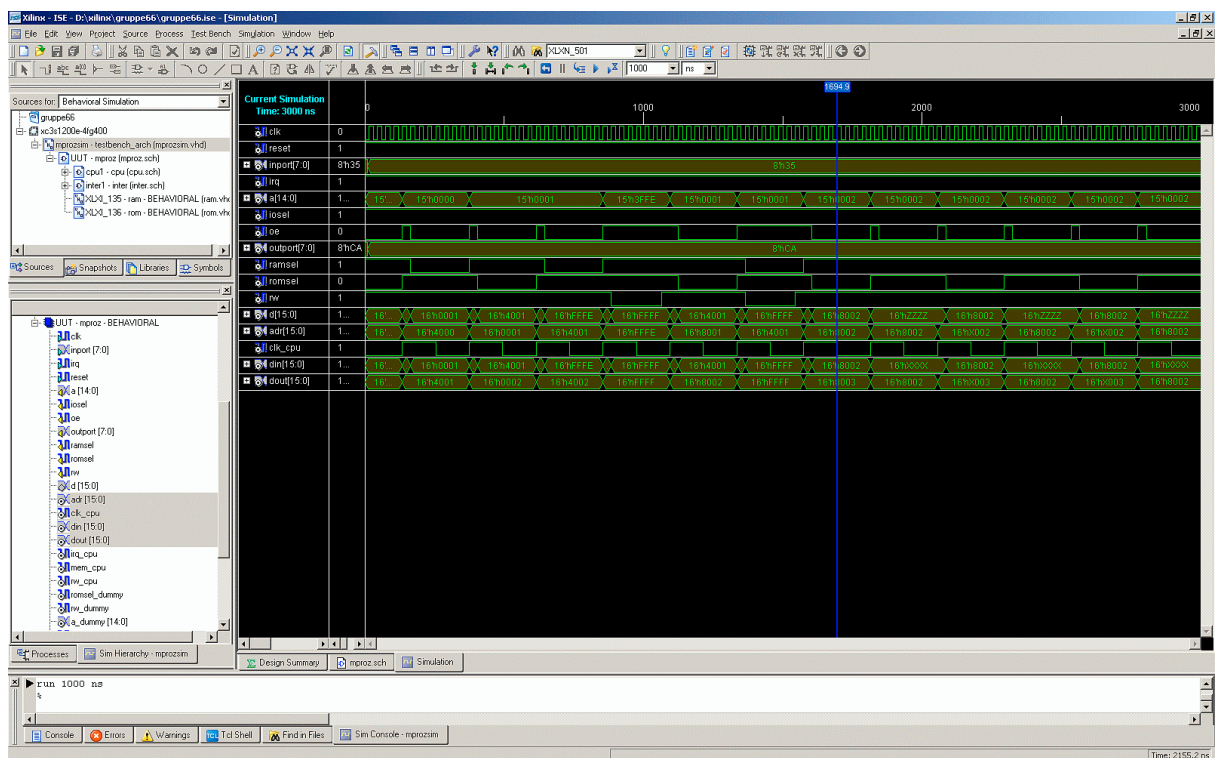 Xilinx - ISE - D:\xilinx\gruppe66\gruppe66.ise - [Simulation]
File Edit View Project Source Process Test Bench Simulation Window Help
XLXN_501
1000 ns
Sources for: Behavioral Simulation
gruppe66
xc3s1200e-4fg400
mprozsim - testbench_arch (mprozsim.vhd)
UUT - mproz (mproz.sch)
cpu1 - cpu (cpu.sch)
inter1 - inter (inter.sch)
XLXI_135 - ram - BEHAVIORAL (ram.vh
XLXI_136 - rom - BEHAVIORAL (rom.vh
Sources Snapshots Libraries Symbols
UUT - mproz - BEHAVIORAL
clk
inport [7:0]
irq
reset
a [14:0]
iosel
oe
outport [7:0]
ramsel
romsel
rw
d [15:0]
adr [15:0]
clk_cpu
din [15:0]
dout [15:0]
irq_cpu
mem_cpu
rw_cpu
romsel_dummy
rw_dummy
a_dummy [14:0]
Processes Sim Hierarchy - mprozsim
1694.9
Current Simulation
Time: 3000 ns
0 1000 2000 3000
clk 0
reset 1
inport[7:0] 8'h35 8'h35
irq 1
a[14:0] 1... 15'... 15'h0000 15'h0001 15'h3FFE 15'h0001 15'h0001 15'h0002 15'h0002 15'h0002 15'h0002 15'h0002
iosel 1
oe 0
outport[7:0] 8'hCA 8'hCA
ramsel 1
romsel 0
rw 1
d[15:0] 1... 16'... 16'h0001 16'h4001 16'hFFFE 16'hFFFF 16'h4001 16'hFFFF 16'h8002 16'hZZZZ 16'h8002 16'hZZZZ 16'hZZZZ
adr[15:0] 1... 16'... 16'h4000 16'h0001 16'h4001 16'hFFFE 16'h8001 16'h4001 16'hX002 16'h8002 16'hX002 16'h8002 16'hX002 16'h8002
clk_cpu 1
din[15:0] 1... 16'... 16'h0001 16'h4001 16'hFFFE 16'hFFFF 16'h4001 16'hFFFF 16'h8002 16'hXXXX 16'h8002 16'hXXXX 16'h8002 16'hXXXX
dout[15:0] 1... 16'... 16'h4001 16'h0002 16'h4002 16'hFFFF 16'h8002 16'hFFFF 16'h8003 16'h8002 16'hX003 16'h8002 16'hX003 16'h8002
Design Summary mproz.sch Simulation
run 1000 ns
%
Console Errors Warnings Tcl Shell Find in Files Sim Console - mprozsim
Time: 2155.2 ns